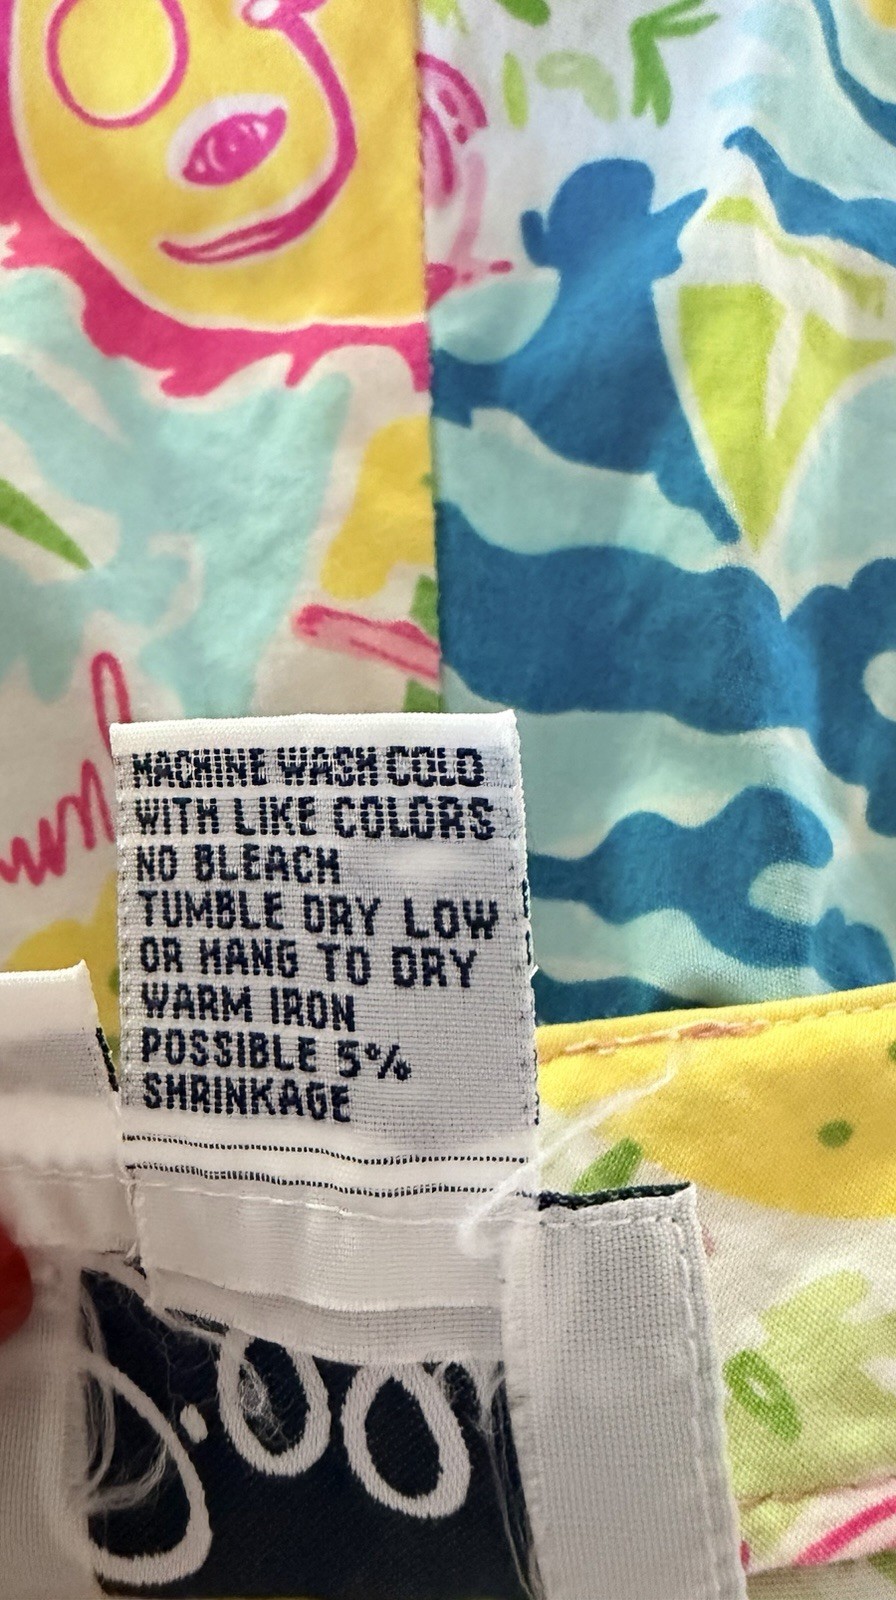 MACHINE WASH COLD
WITH LIKE COLORS
NO BLEACH
TUMBLE DRY LOW
OR HANG TO DRY
WARM IRON
POSSIBLE 5%
SHRINKAGE